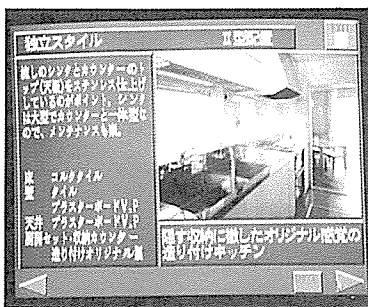 独立スタイル
Ⅱ型配置
流しのシンクとカウンターのト
ップ(天板)をステンレス仕上げ
しているのがポイント。シンク
は大型でカウンターと一体型な
ので、メンテナンスも楽。
床 コルクタイル
壁 タイル
プラスターボードV.P
天井 プラスターボードV.P
厨房セット・収納カウンター
造り付けオリジナル
隠す収納に徹したオリジナル感覚の
造り付けキッチン